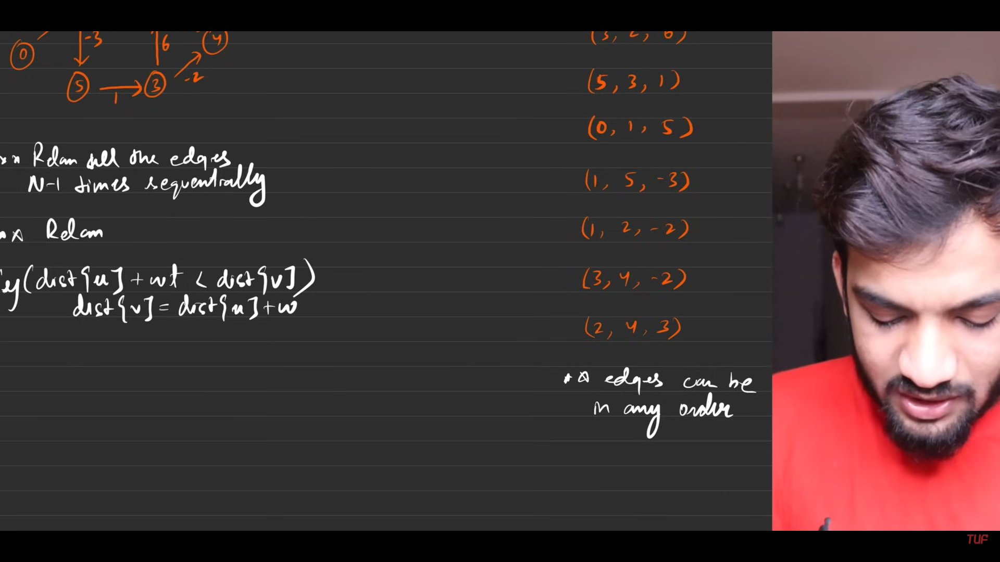 0
-3
6
4
5
1
3
-2
Relax all the edges
N-1 times sequentially
Relax
if(dist[u] + wt < dist[v])
dist[v] = dist[u] + w
(3, 2, 6)
(5, 3, 1)
(0, 1, 5)
(1, 5, -3)
(1, 2, -2)
(3, 4, -2)
(2, 4, 3)
edges can be
in any order
TUF